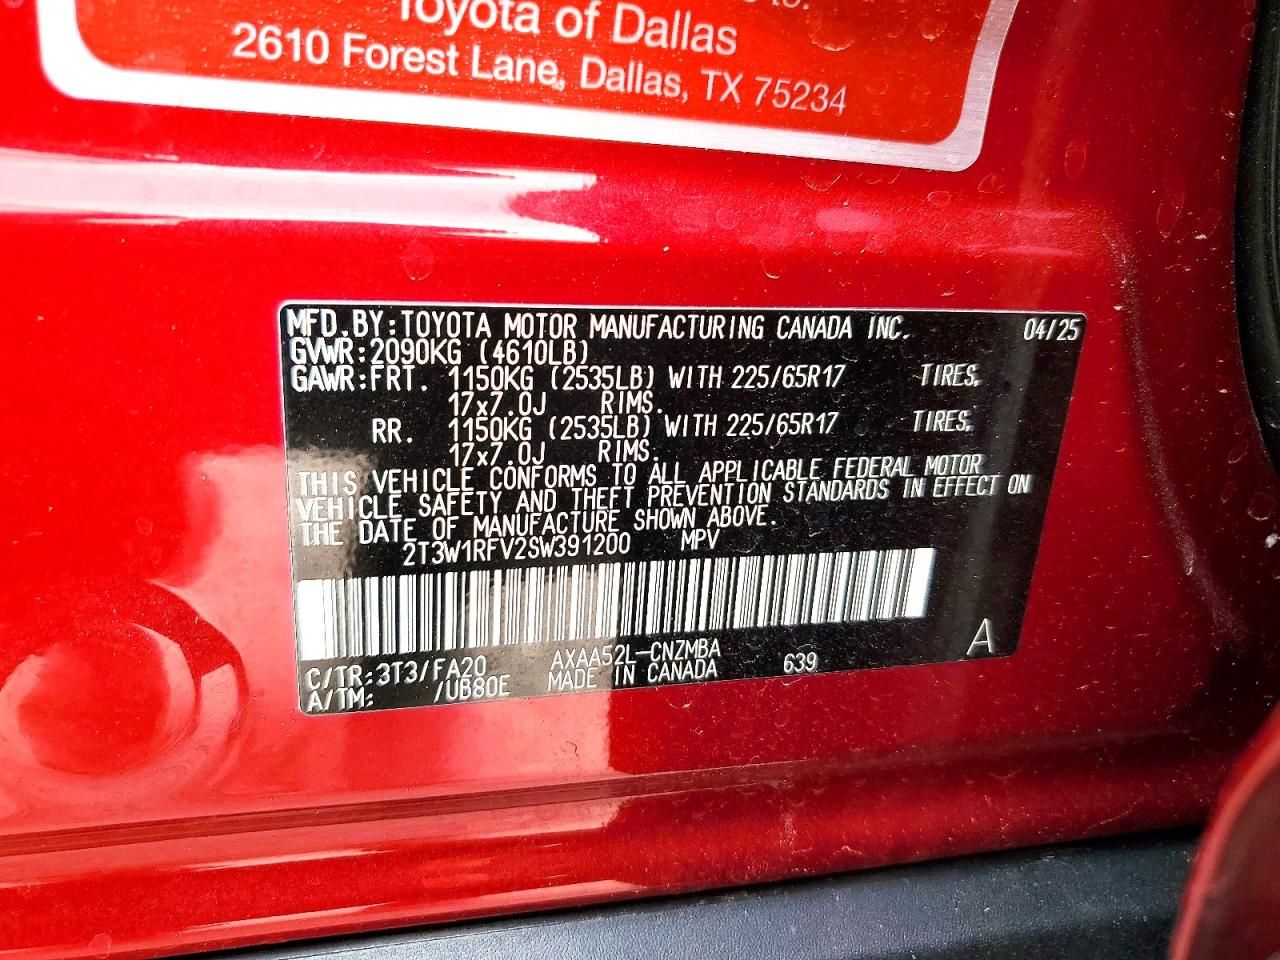 Toyota of Dallas
2610 Forest Lane, Dallas, TX 75234
MFD.BY:TOYOTA MOTOR MANUFACTURING CANADA INC. 04/25
GVWR:2090KG (4610LB)
GAWR:FRT. 1150KG (2535LB) WITH 225/65R17 TIRES,
17x7.0J RIMS.
RR. 1150KG (2535LB) WITH 225/65R17 TIRES,
17x7.0J RIMS.
THIS VEHICLE CONFORMS TO ALL APPLICABLE FEDERAL MOTOR
VEHICLE SAFETY AND THEFT PREVENTION STANDARDS IN EFFECT ON
THE DATE OF MANUFACTURE SHOWN ABOVE.
2T3W1RFV2SW391200 MPV
C/TR:3T3/FA20 AXAA52L-CNZMBA 639 A
A/TM: /UB80E MADE IN CANADA